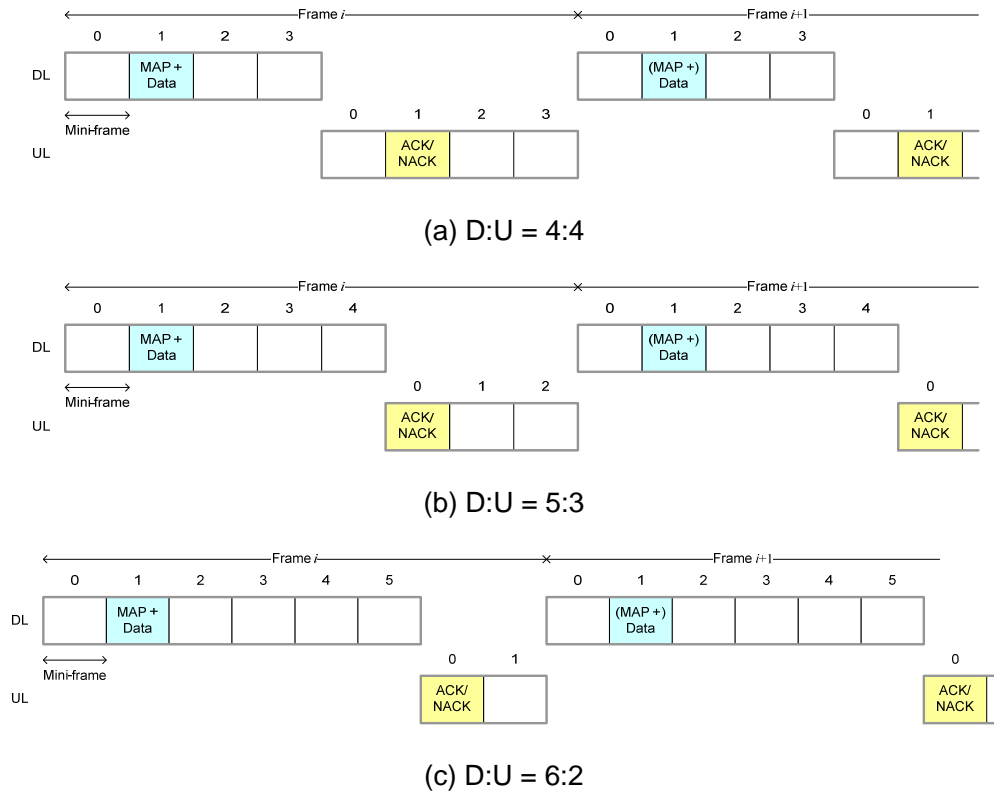 Frame i
Frame i+1
0 1 2 3
0 1 2 3
DL
MAP +
Data
(MAP +)
Data
Mini-frame
0 1 2 3
0 1
UL
ACK/
NACK
ACK/
NACK
(a) D:U = 4:4
Frame i
Frame i+1
0 1 2 3 4
0 1 2 3 4
DL
MAP +
Data
(MAP +)
Data
Mini-frame
0 1 2
0
UL
ACK/
NACK
ACK/
NACK
(b) D:U = 5:3
Frame i
Frame i+1
0 1 2 3 4 5
0 1 2 3 4 5
DL
MAP +
Data
(MAP +)
Data
Mini-frame
0 1
0
UL
ACK/
NACK
ACK/
NACK
(c) D:U = 6:2